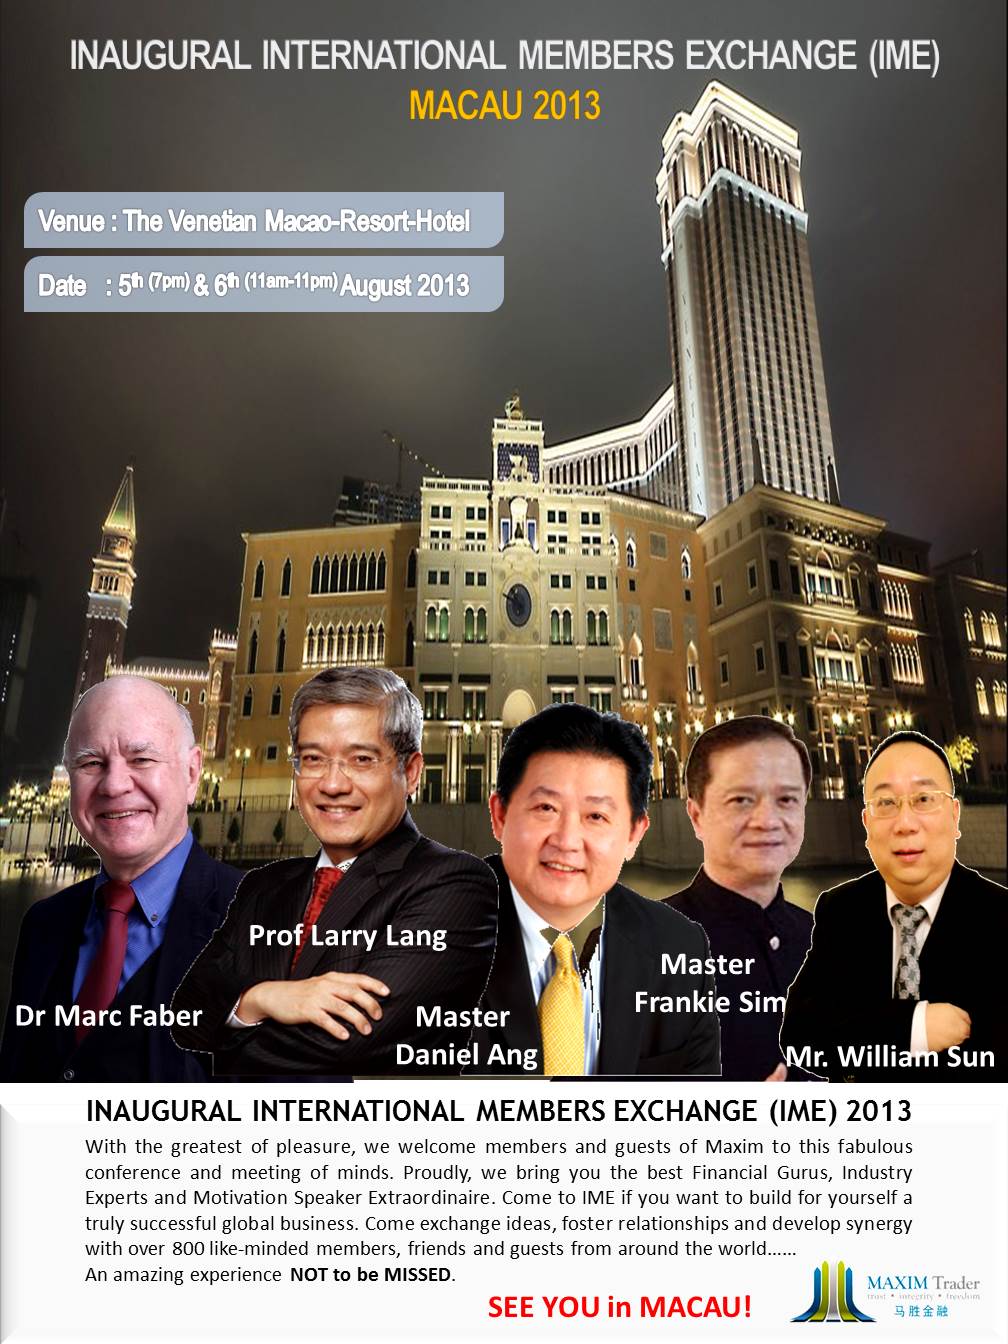 INAUGURAL INTERNATIONAL MEMBERS EXCHANGE (IME)
MACAU 2013
Venue : The Venetian Macao-Resort-Hotel
Date : 5th (7pm) & 6th (11am-11pm) August 2013
Prof Larry Lang
Dr Marc Faber
Master
Daniel Ang
Master
Frankie Sim
Mr. William Sun
INAUGURAL INTERNATIONAL MEMBERS EXCHANGE (IME) 2013
With the greatest of pleasure, we welcome members and guests of Maxim to this fabulous
conference and meeting of minds. Proudly, we bring you the best Financial Gurus, Industry
Experts and Motivation Speaker Extraordinaire. Come to IME if you want to build for yourself a
truly successful global business. Come exchange ideas, foster relationships and develop synergy
with over 800 like-minded members, friends and guests from around the world......
An amazing experience NOT to be MISSED.
SEE YOU in MACAU!
MAXIM Trader
trust • integrity • freedom
马胜金融